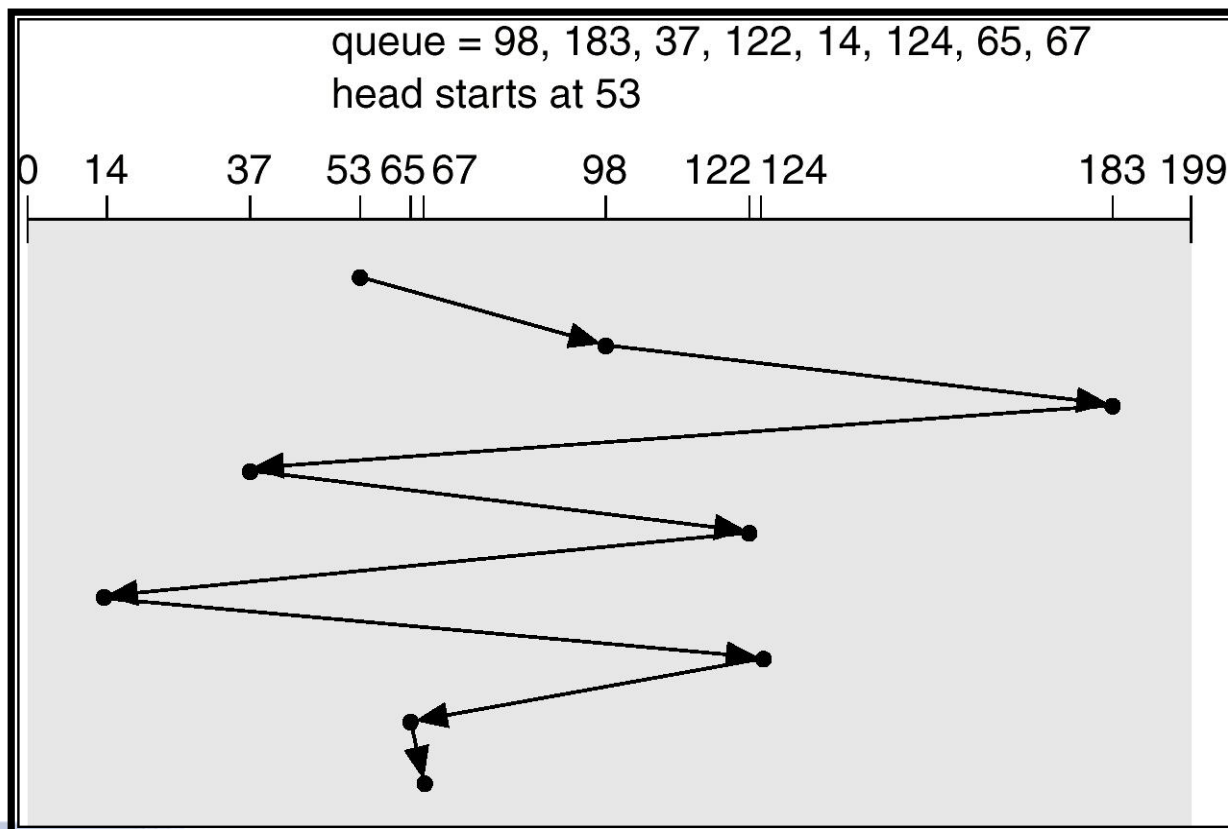 queue = 98, 183, 37, 122, 14, 124, 65, 67
head starts at 53
0 14 37 53 65 67 98 122 124 183 199